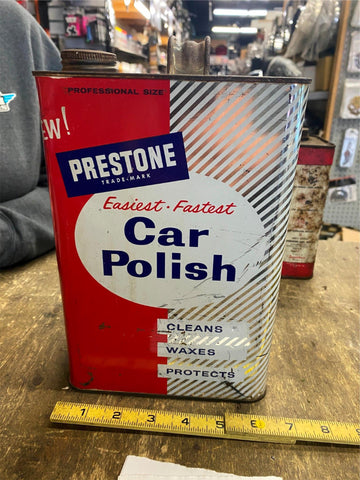 PROFESSIONAL SIZE
EW!
PRESTONE
TRADE-MARK
Easiest · Fastest
Car
Polish
CLEANS
WAXES
PROTECTS
1 2 3 4 5 6 7 8 9